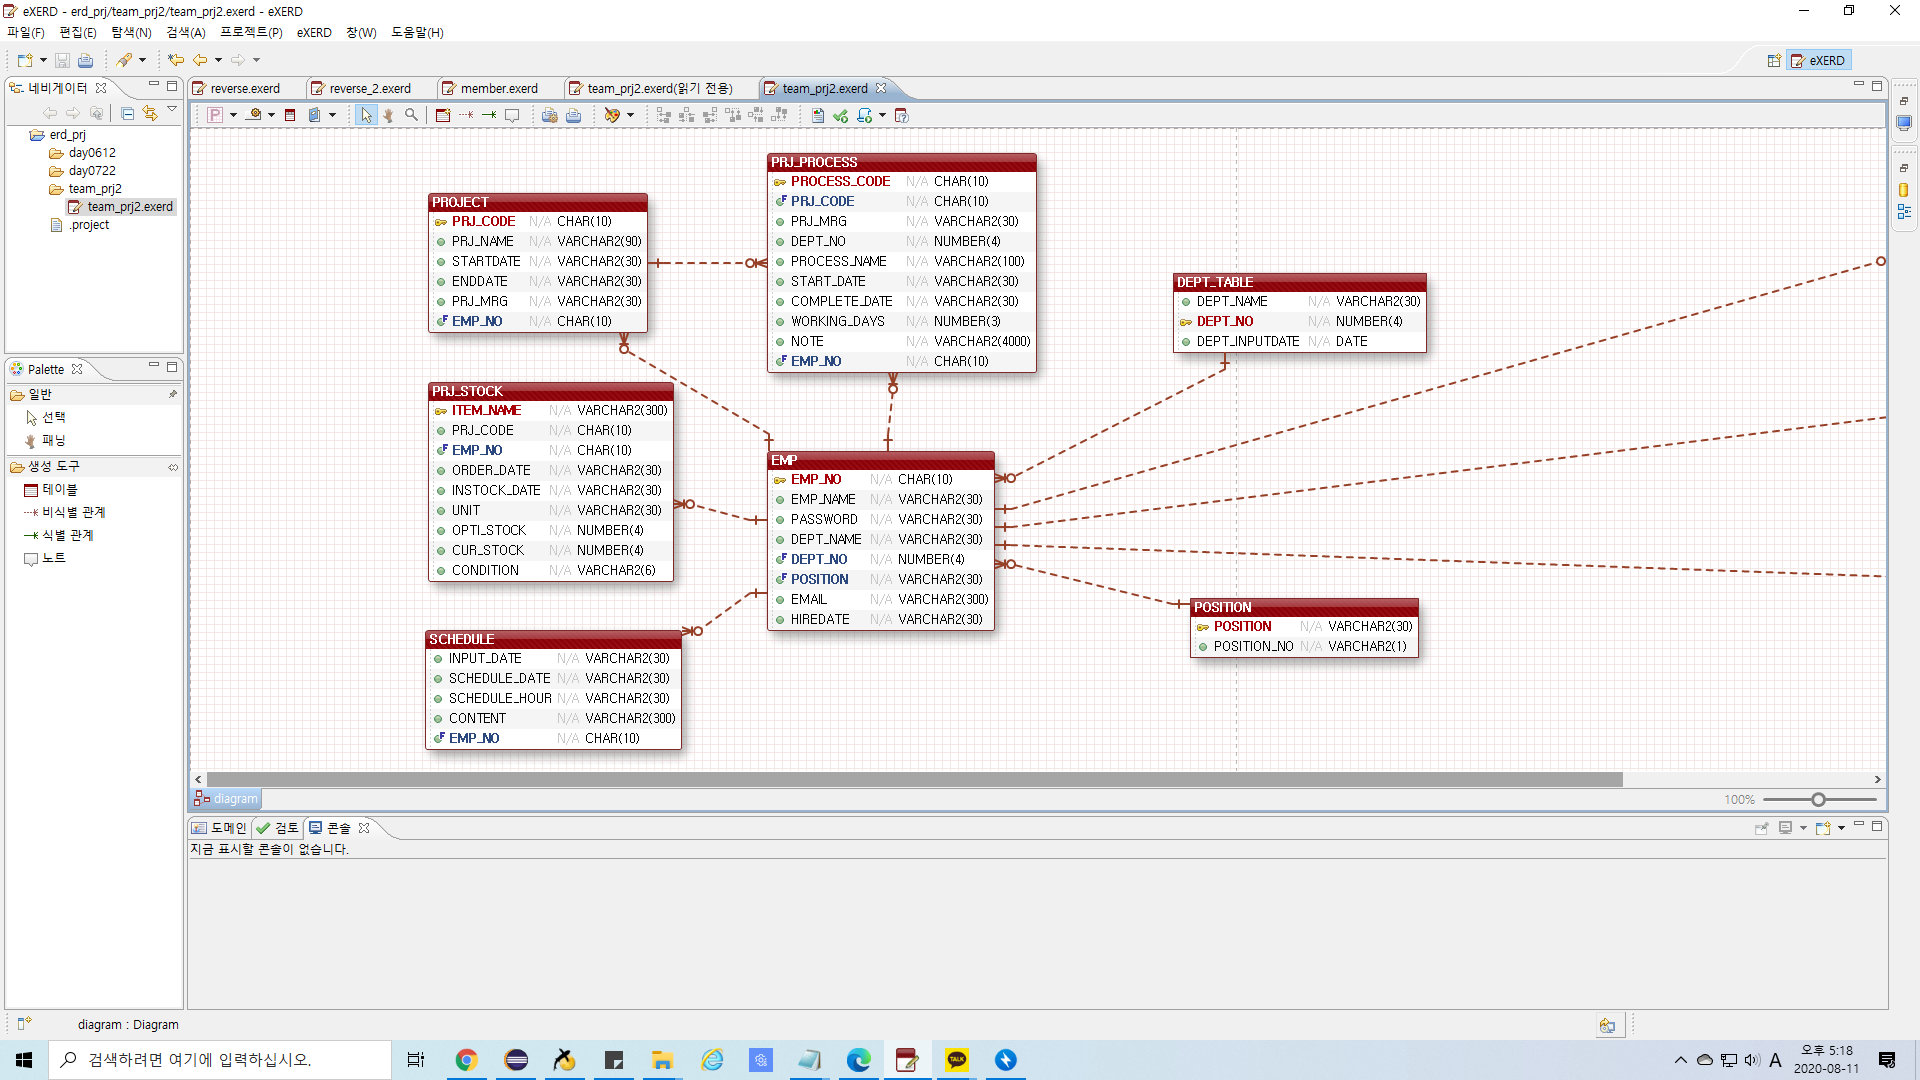 eXERD - erd_prj/team_prj2/team_prj2.exerd - eXERD
파일(F) 편집(E) 탐색(N) 검색(A) 프로젝트(P) eXERD 창(W) 도움말(H)
eXERD
네비게이터
reverse.exerd
reverse_2.exerd
member.exerd
team_prj2.exerd(읽기 전용)
team_prj2.exerd
erd_prj
day0612
day0722
team_prj2
team_prj2.exerd
.project
Palette
일반
선택
패닝
생성 도구
테이블
비식별 관계
식별 관계
노트
PROJECT
PRJ_CODE N/A CHAR(10)
PRJ_NAME N/A VARCHAR2(90)
STARTDATE N/A VARCHAR2(30)
ENDDATE N/A VARCHAR2(30)
PRJ_MRG N/A VARCHAR2(30)
EMP_NO N/A CHAR(10)
PRJ_PROCESS
PROCESS_CODE N/A CHAR(10)
PRJ_CODE N/A CHAR(10)
PRJ_MRG N/A VARCHAR2(30)
DEPT_NO N/A NUMBER(4)
PROCESS_NAME N/A VARCHAR2(100)
START_DATE N/A VARCHAR2(30)
COMPLETE_DATE N/A VARCHAR2(30)
WORKING_DAYS N/A NUMBER(3)
NOTE N/A VARCHAR2(4000)
EMP_NO N/A CHAR(10)
DEPT_TABLE
DEPT_NAME N/A VARCHAR2(30)
DEPT_NO N/A NUMBER(4)
DEPT_INPUTDATE N/A DATE
PRJ_STOCK
ITEM_NAME N/A VARCHAR2(300)
PRJ_CODE N/A CHAR(10)
EMP_NO N/A CHAR(10)
ORDER_DATE N/A VARCHAR2(30)
INSTOCK_DATE N/A VARCHAR2(30)
UNIT N/A VARCHAR2(30)
OPTI_STOCK N/A NUMBER(4)
CUR_STOCK N/A NUMBER(4)
CONDITION N/A VARCHAR2(6)
EMP
EMP_NO N/A CHAR(10)
EMP_NAME N/A VARCHAR2(30)
PASSWORD N/A VARCHAR2(30)
DEPT_NAME N/A VARCHAR2(30)
DEPT_NO N/A NUMBER(4)
POSITION N/A VARCHAR2(30)
EMAIL N/A VARCHAR2(300)
HIREDATE N/A VARCHAR2(30)
POSITION
POSITION N/A VARCHAR2(30)
POSITION_NO N/A VARCHAR2(1)
SCHEDULE
INPUT_DATE N/A VARCHAR2(30)
SCHEDULE_DATE N/A VARCHAR2(30)
SCHEDULE_HOUR N/A VARCHAR2(30)
CONTENT N/A VARCHAR2(300)
EMP_NO N/A CHAR(10)
diagram
100%
도메인
검토
콘솔
지금 표시할 콘솔이 없습니다.
diagram : Diagram
검색하려면 여기에 입력하십시오.
TALK
A
오후 5:18
2020-08-11